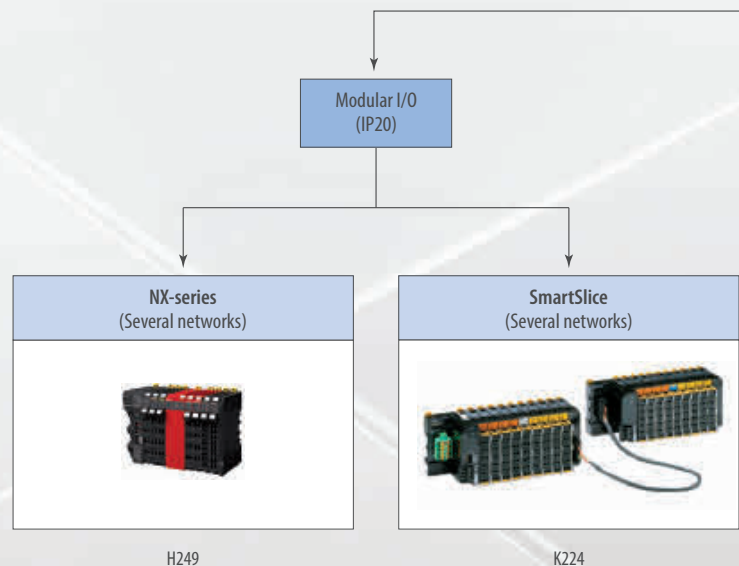 Modular I/O
(IP20)
NX-series
(Several networks)
SmartSlice
(Several networks)
H249
K224